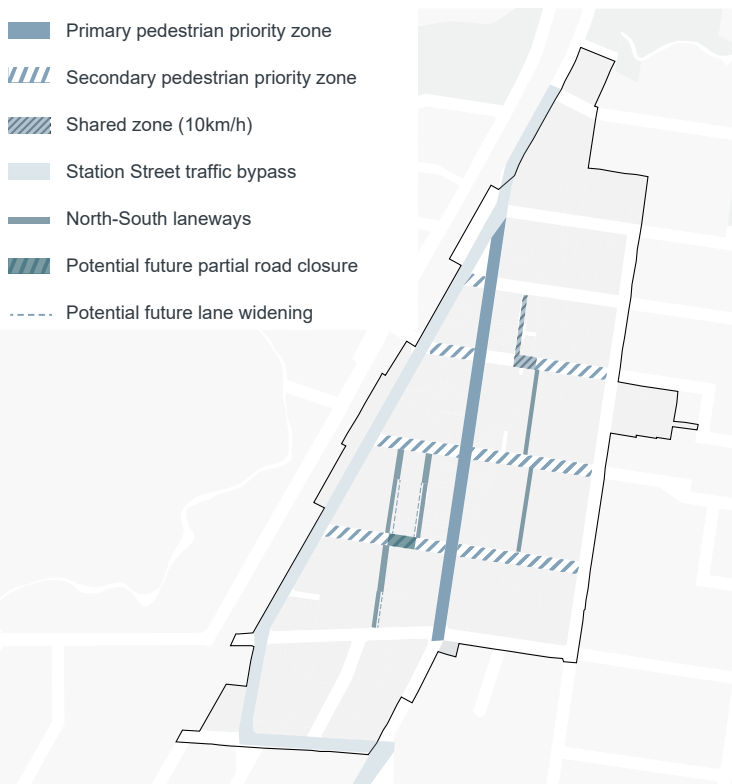 Primary pedestrian priority zone
Secondary pedestrian priority zone
Shared zone (10km/h)
Station Street traffic bypass
North-South laneways
Potential future partial road closure
Potential future lane widening